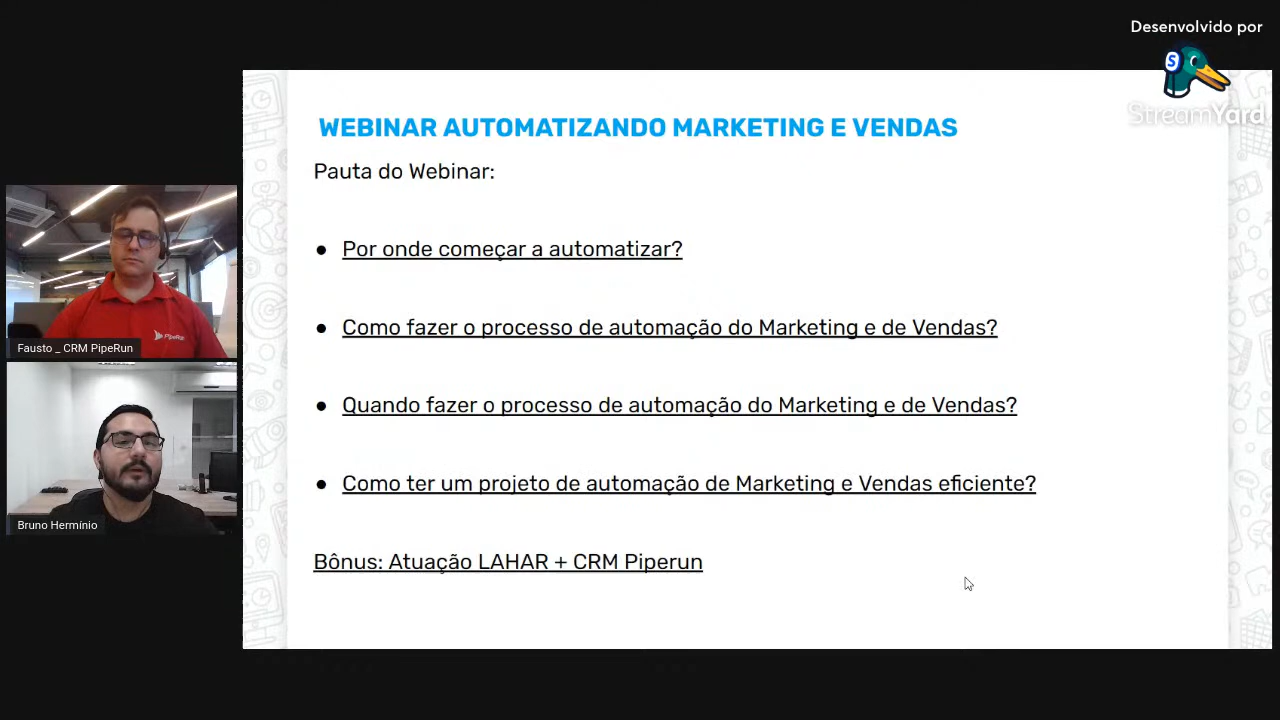 Desenvolvido por
S
StreamYard
WEBINAR AUTOMATIZANDO MARKETING E VENDAS
Pauta do Webinar:
● Por onde começar a automatizar?
● Como fazer o processo de automação do Marketing e de Vendas?
● Quando fazer o processo de automação do Marketing e de Vendas?
● Como ter um projeto de automação de Marketing e Vendas eficiente?
Bônus: Atuação LAHAR + CRM Piperun
PipeRun
Fausto _ CRM PipeRun
Bruno Hermínio